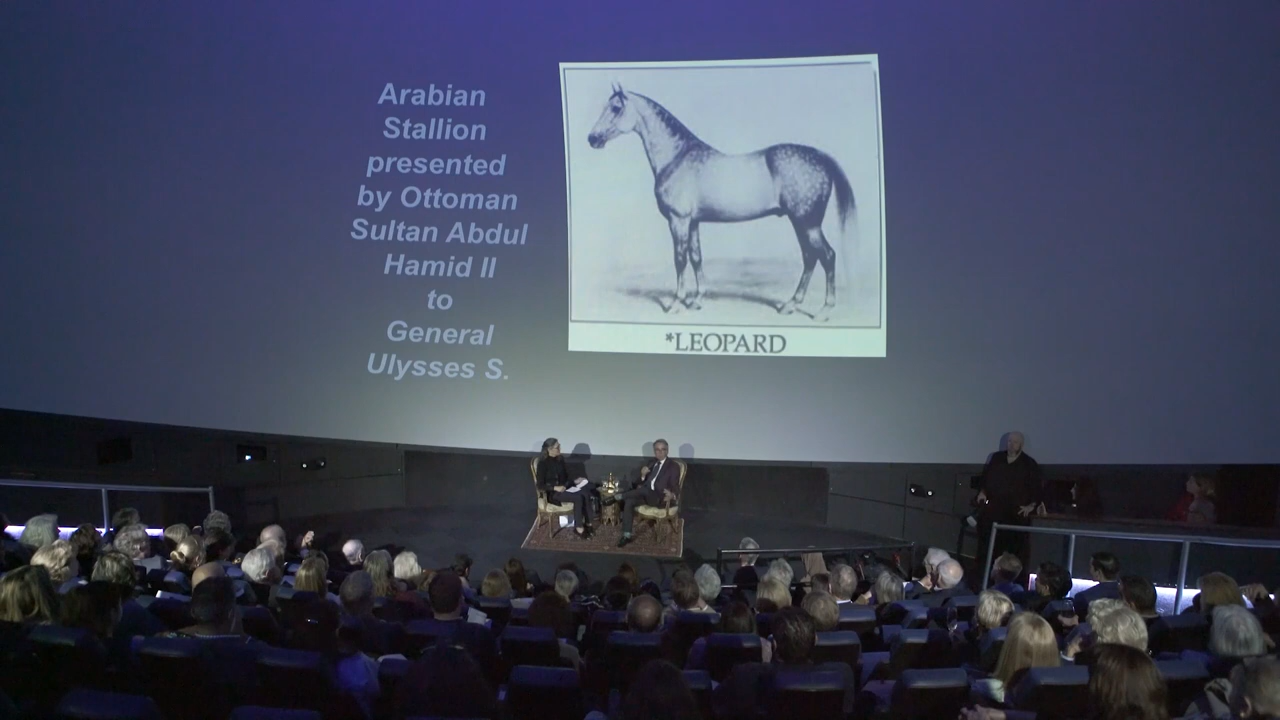 Arabian
Stallion
presented
by Ottoman
Sultan Abdul
Hamid II
to
General
Ulysses S.
*LEOPARD